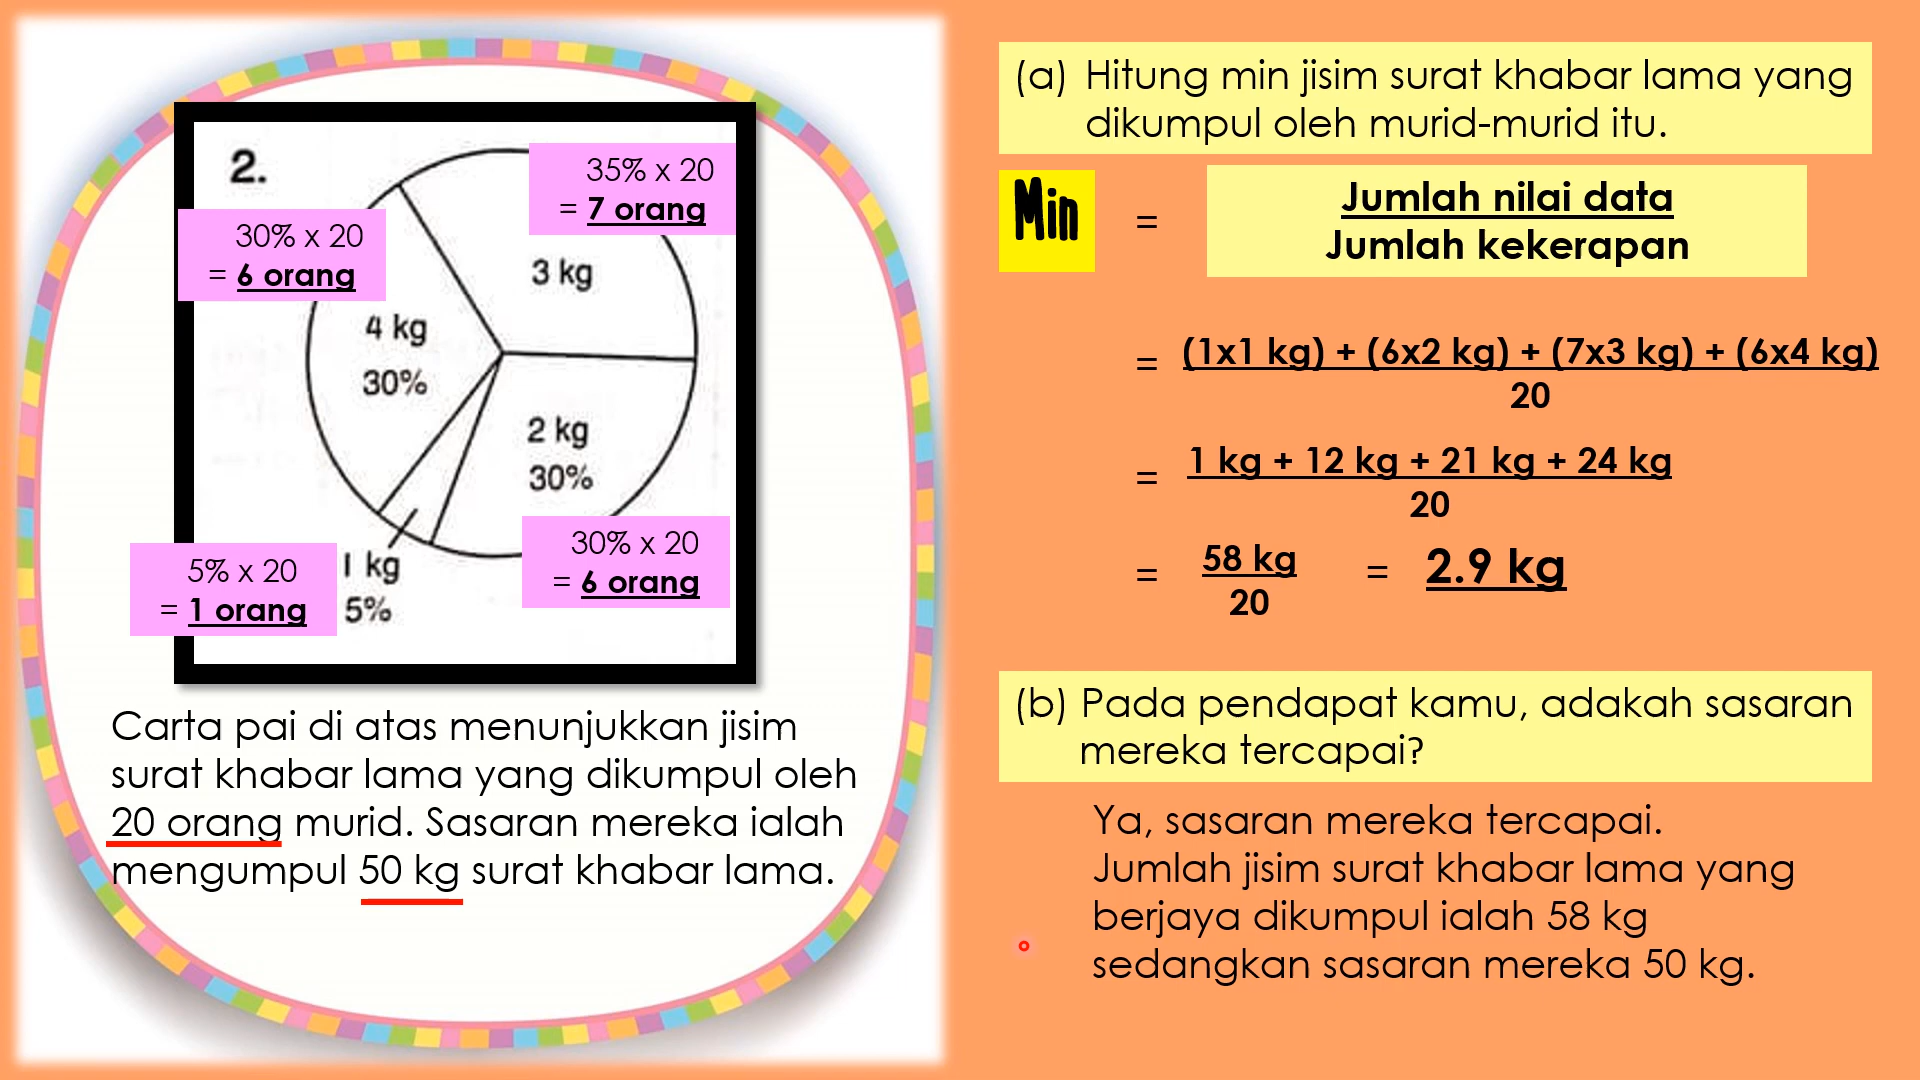 2.
35% x 20
= 7 orang
30% x 20
= 6 orang
3 kg
4 kg
30%
2 kg
30%
30% x 20
= 6 orang
5% x 20
= 1 orang
1 kg
5%
Carta pai di atas menunjukkan jisim
surat khabar lama yang dikumpul oleh
20 orang murid. Sasaran mereka ialah
mengumpul 50 kg surat khabar lama.
(a) Hitung min jisim surat khabar lama yang
dikumpul oleh murid-murid itu.
Min = Jumlah nilai data
Jumlah kekerapan
= (1x1 kg) + (6x2 kg) + (7x3 kg) + (6x4 kg)
20
= 1 kg + 12 kg + 21 kg + 24 kg
20
= 58 kg = 2.9 kg
20
(b) Pada pendapat kamu, adakah sasaran
mereka tercapai?
Ya, sasaran mereka tercapai.
Jumlah jisim surat khabar lama yang
berjaya dikumpul ialah 58 kg
sedangkan sasaran mereka 50 kg.